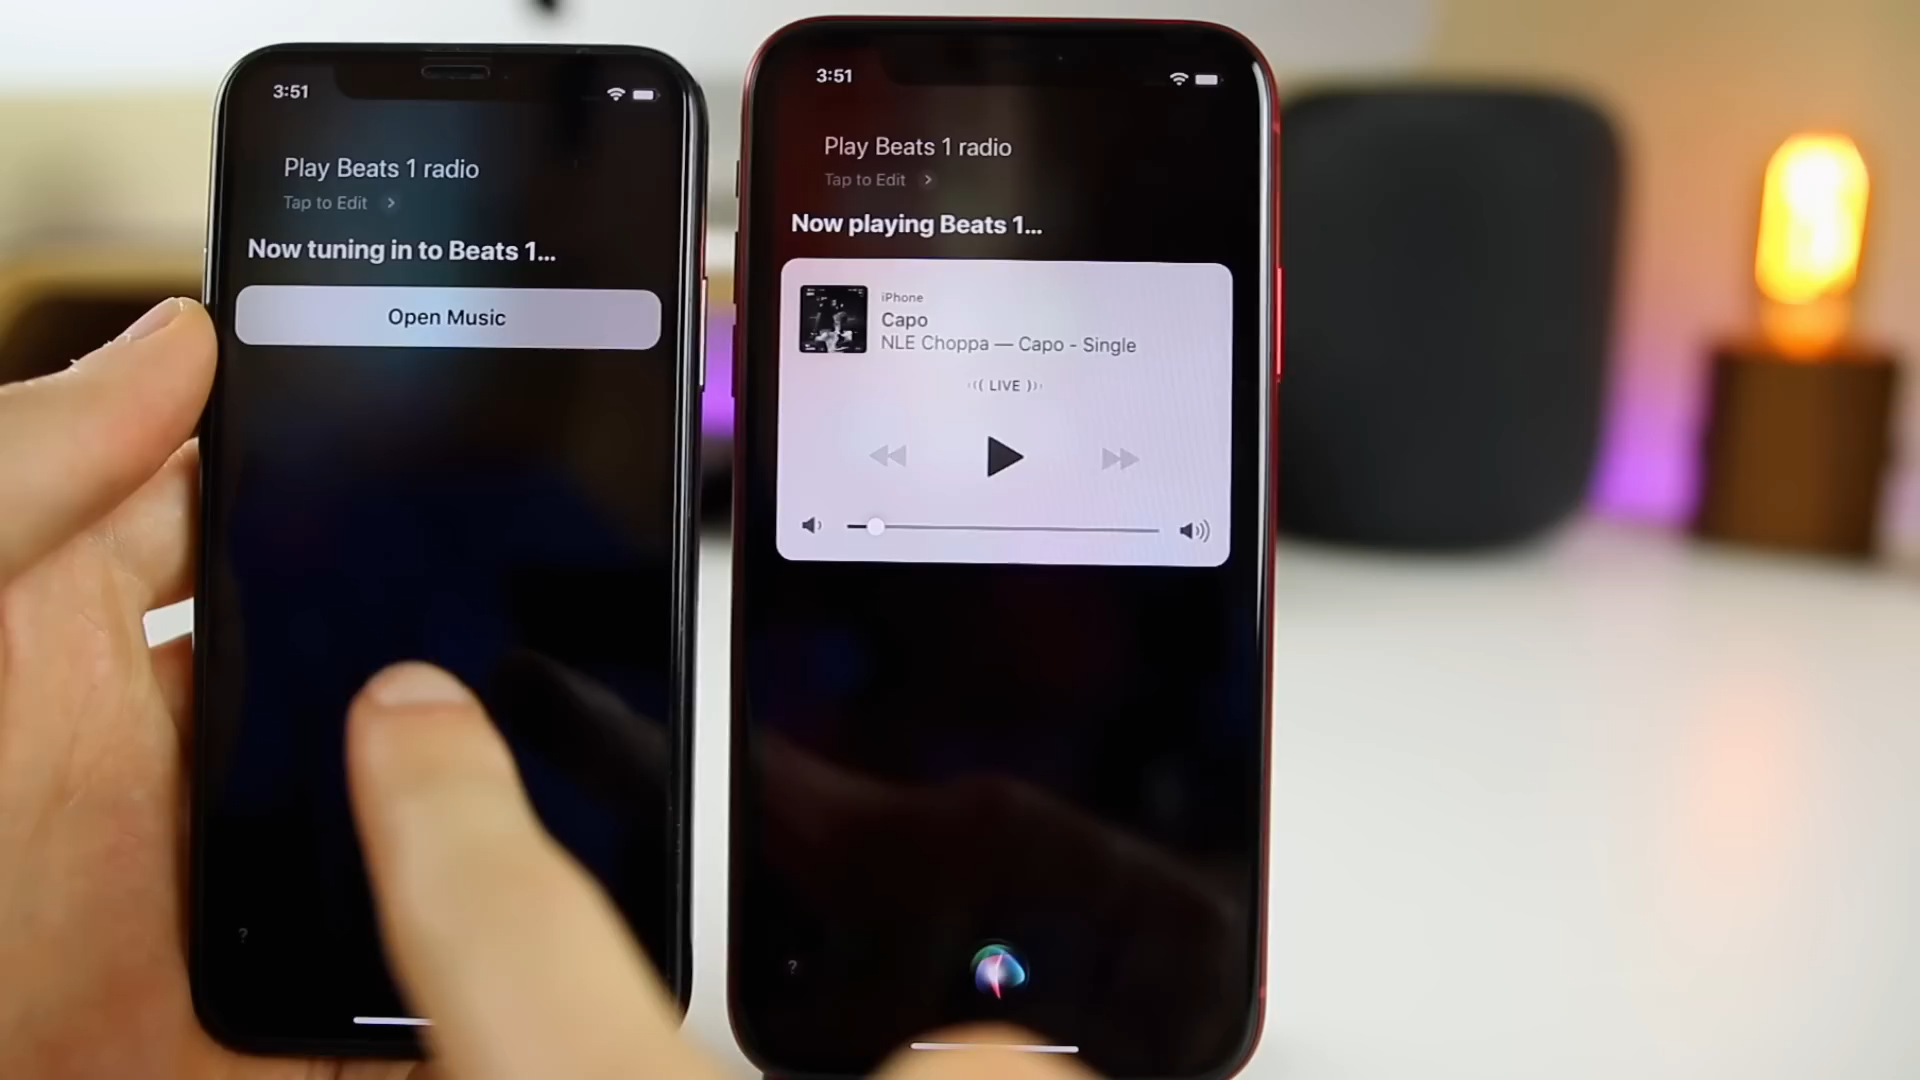 3:51
Play Beats 1 radio
Tap to Edit >
Now tuning in to Beats 1...
Open Music
?
3:51
Play Beats 1 radio
Tap to Edit >
Now playing Beats 1...
iPhone
Capo
NLE Choppa — Capo - Single
LIVE
?